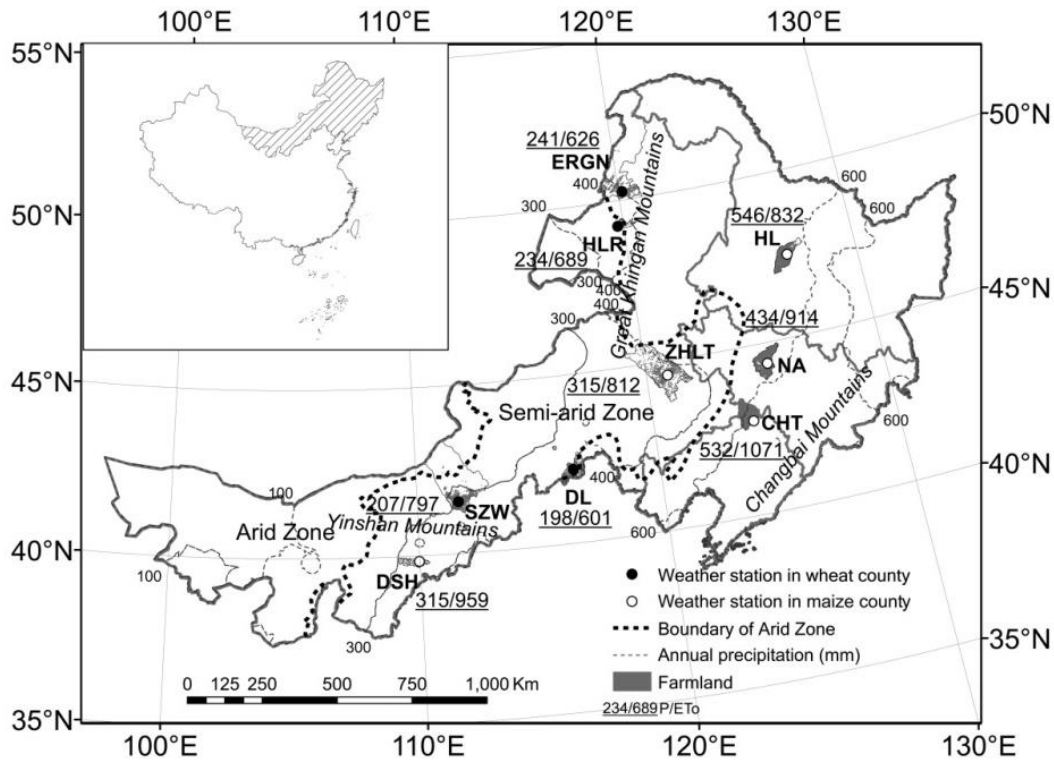 100°E 110°E 120°E 130°E
55°N
50°N
241/626
ERGN
400
600
50°N
300
546/832
600
HL
HLR
234/689
Great Khingan Mountains
300
400
400
45°N
300
434/914
ZHLT
NA
315/812
45°N
Semi-arid Zone
CHT
600
532/1071
Changbai Mountains
40°N
100
DL
400
207/797
SZW
198/601
Yinshan Mountains
Arid Zone
600
40°N
100
DSH
315/959
300
Weather station in wheat county
Weather station in maize county
Boundary of Arid Zone
Annual precipitation (mm)
Farmland
234/689 P/ETo
35°N
0 125 250 500 750 1,000 Km
35°N
100°E 110°E 120°E 130°E